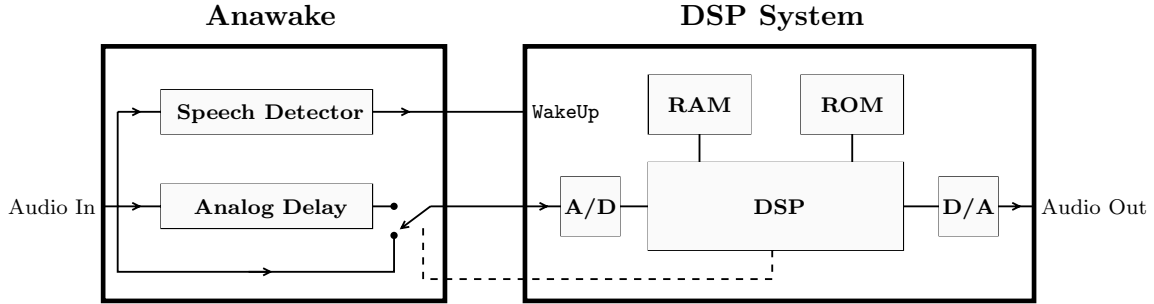 Anawake
DSP System
Speech Detector
WakeUp
RAM
ROM
Audio In
Analog Delay
A/D
DSP
D/A
Audio Out